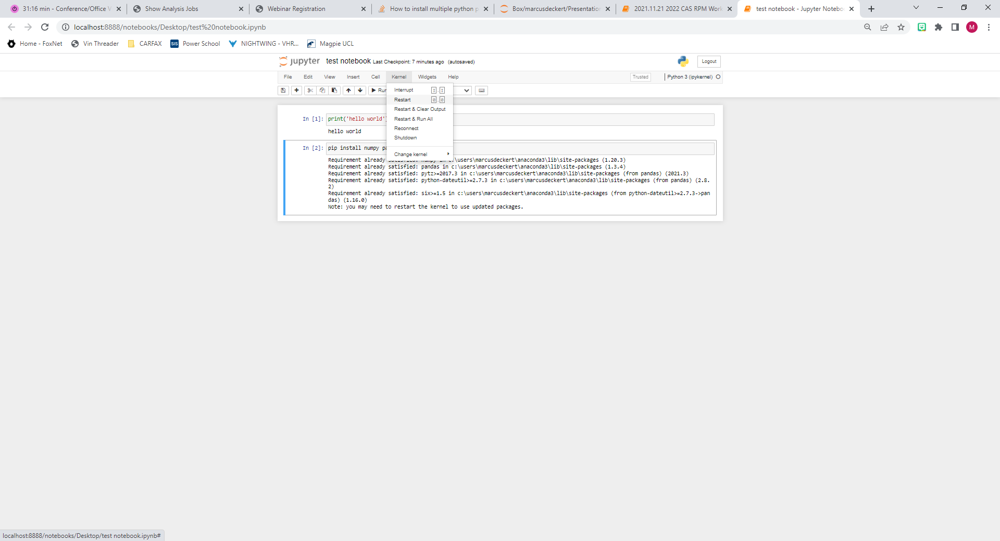 31:16 min - Conference/Office V
Show Analysis Jobs
Webinar Registration
How to install multiple python p
Box/marcusdeckert/Presentation
2021.11.21 2022 CAS RPM Work
test notebook - Jupyter Notebo
localhost:8888/notebooks/Desktop/test%20notebook.ipynb
M
Home - FoxNet
Vin Threader
CARFAX
SIS
Power School
NIGHTWING - VHR...
Magpie UCL
jupyter
test notebook Last Checkpoint: 7 minutes ago (autosaved)
Logout
File Edit View Insert Cell Kernel Widgets Help
Trusted
Python 3 (ipykernel)
Run
Interrupt I , I
Restart 0 , 0
Restart & Clear Output
Restart & Run All
Reconnect
Shutdown
Change kernel
In [1]: print('hello world'
hello world
In [2]: pip install numpy pa
Requirement already satisfied: numpy in c:\users\marcusdeckert\anaconda3\lib\site-packages (1.20.3)
Requirement already satisfied: pandas in c:\users\marcusdeckert\anaconda3\lib\site-packages (1.3.4)
Requirement already satisfied: pytz>=2017.3 in c:\users\marcusdeckert\anaconda3\lib\site-packages (from pandas) (2021.3)
Requirement already satisfied: python-dateutil>=2.7.3 in c:\users\marcusdeckert\anaconda3\lib\site-packages (from pandas) (2.8.
2)
Requirement already satisfied: six>=1.5 in c:\users\marcusdeckert\anaconda3\lib\site-packages (from python-dateutil>=2.7.3->pan
das) (1.16.0)
Note: you may need to restart the kernel to use updated packages.
localhost:8888/notebooks/Desktop/test notebook.ipynb#